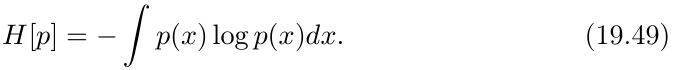 H[p] = − ∫ p(x) log p(x)dx. (19.49)